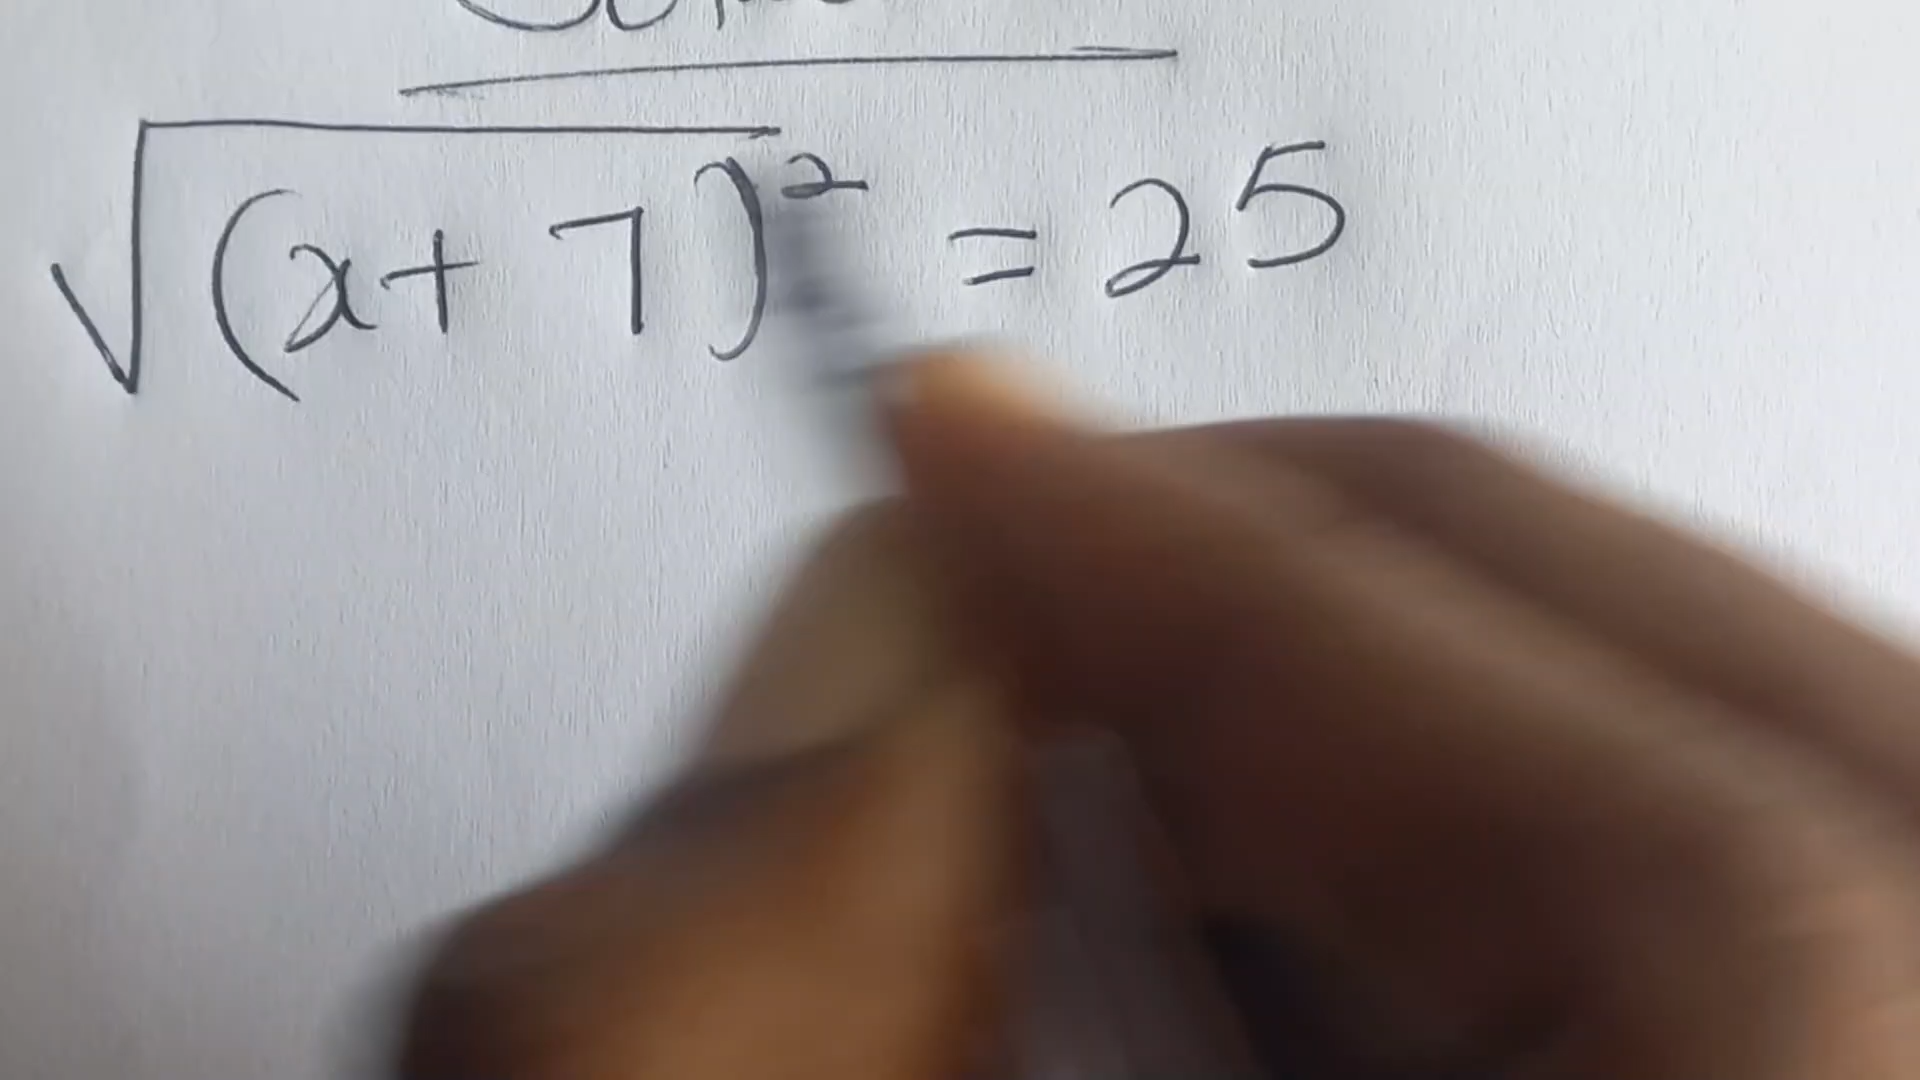 √(x+7)² = 25